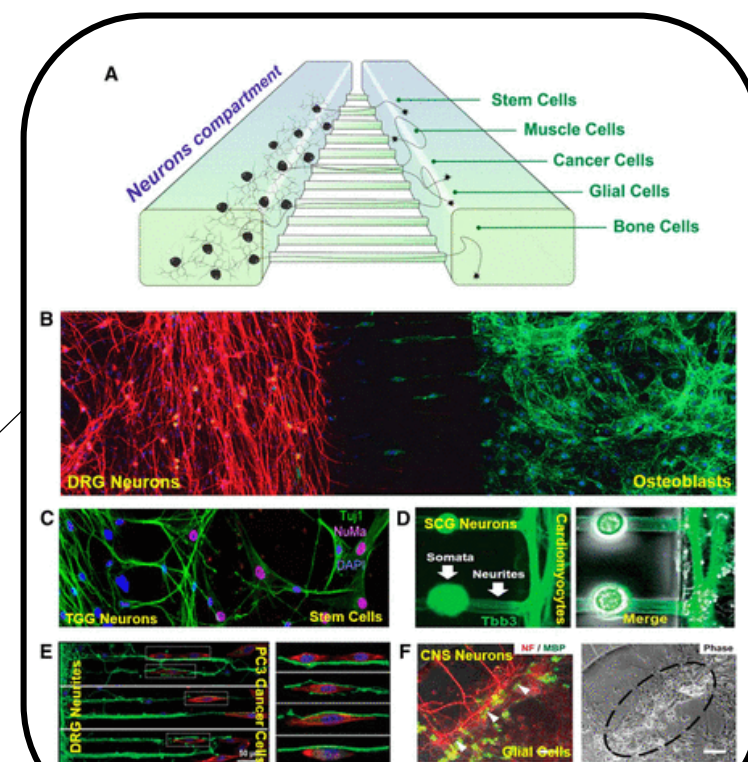 A
Neurons compartment
Stem Cells
Muscle Cells
Cancer Cells
Glial Cells
Bone Cells
B
DRG Neurons
Osteoblasts
C
Tuj1
NuMa
DAPI
TGG Neurons
Stem Cells
D
SCG Neurons
Cardiomyocytes
Somata
Neurites
Tbb3
Merge
E
DRG Neurites
PC3 Cancer Cells
50 µm
F
CNS Neurons
NF / MBP
Glial Cells
Phase